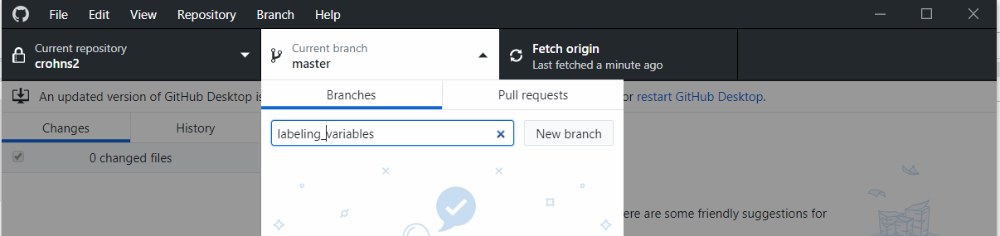 File Edit View Repository Branch Help
Current repository
crohns2
Current branch
master
Fetch origin
Last fetched a minute ago
An updated version of GitHub Desktop is
or restart GitHub Desktop.
Branches Pull requests
Changes History
labeling_variables
New branch
0 changed files
ere are some friendly suggestions for